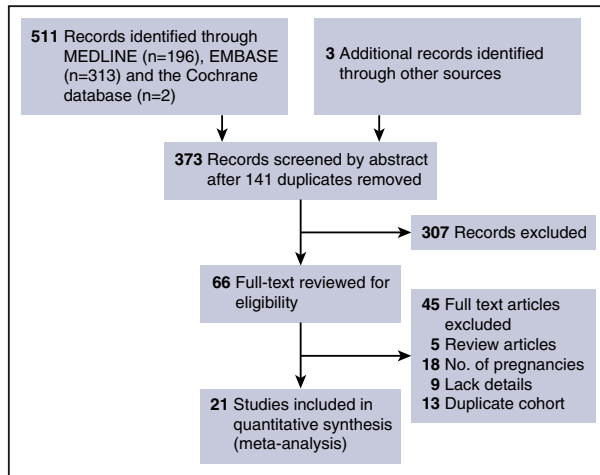 511 Records identified through
MEDLINE (n=196), EMBASE
(n=313) and the Cochrane
database (n=2)
3 Additional records identified
through other sources
373 Records screened by abstract
after 141 duplicates removed
307 Records excluded
66 Full-text reviewed for
eligibility
45 Full text articles
excluded
5 Review articles
18 No. of pregnancies
9 Lack details
13 Duplicate cohort
21 Studies included in
quantitative synthesis
(meta-analysis)